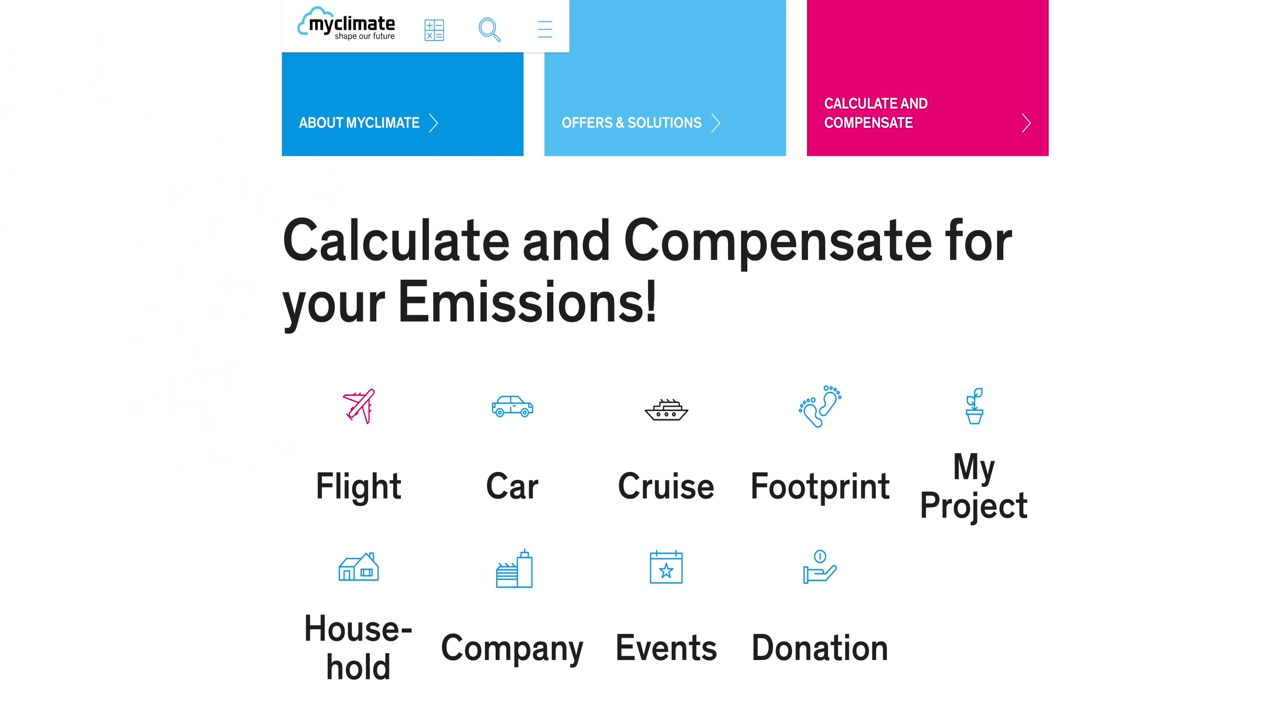 myclimate
shape our future
ABOUT MYCLIMATE
OFFERS & SOLUTIONS
CALCULATE AND
COMPENSATE
Calculate and Compensate for
your Emissions!
Flight
Car
Cruise
Footprint
My
Project
House-
hold
Company
Events
Donation